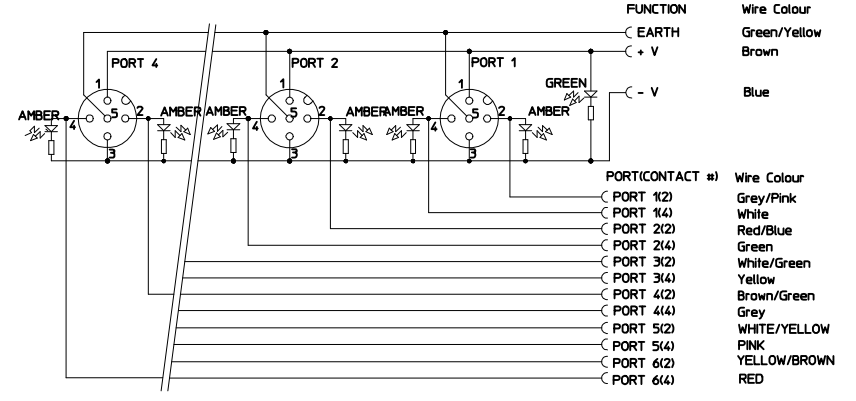 FUNCTION Wire Colour
EARTH Green/Yellow
+ V Brown
PORT 4 PORT 2 PORT 1
GREEN
- V Blue
1 1 1
AMBER 4 5 2 AMBER AMBER 4 5 2 AMBER AMBER 4 5 2 AMBER
3 3 3
PORT(CONTACT #) Wire Colour
PORT 1(2) Grey/Pink
PORT 1(4) White
PORT 2(2) Red/Blue
PORT 2(4) Green
PORT 3(2) White/Green
PORT 3(4) Yellow
PORT 4(2) Brown/Green
PORT 4(4) Grey
PORT 5(2) WHITE/YELLOW
PORT 5(4) PINK
PORT 6(2) YELLOW/BROWN
PORT 6(4) RED